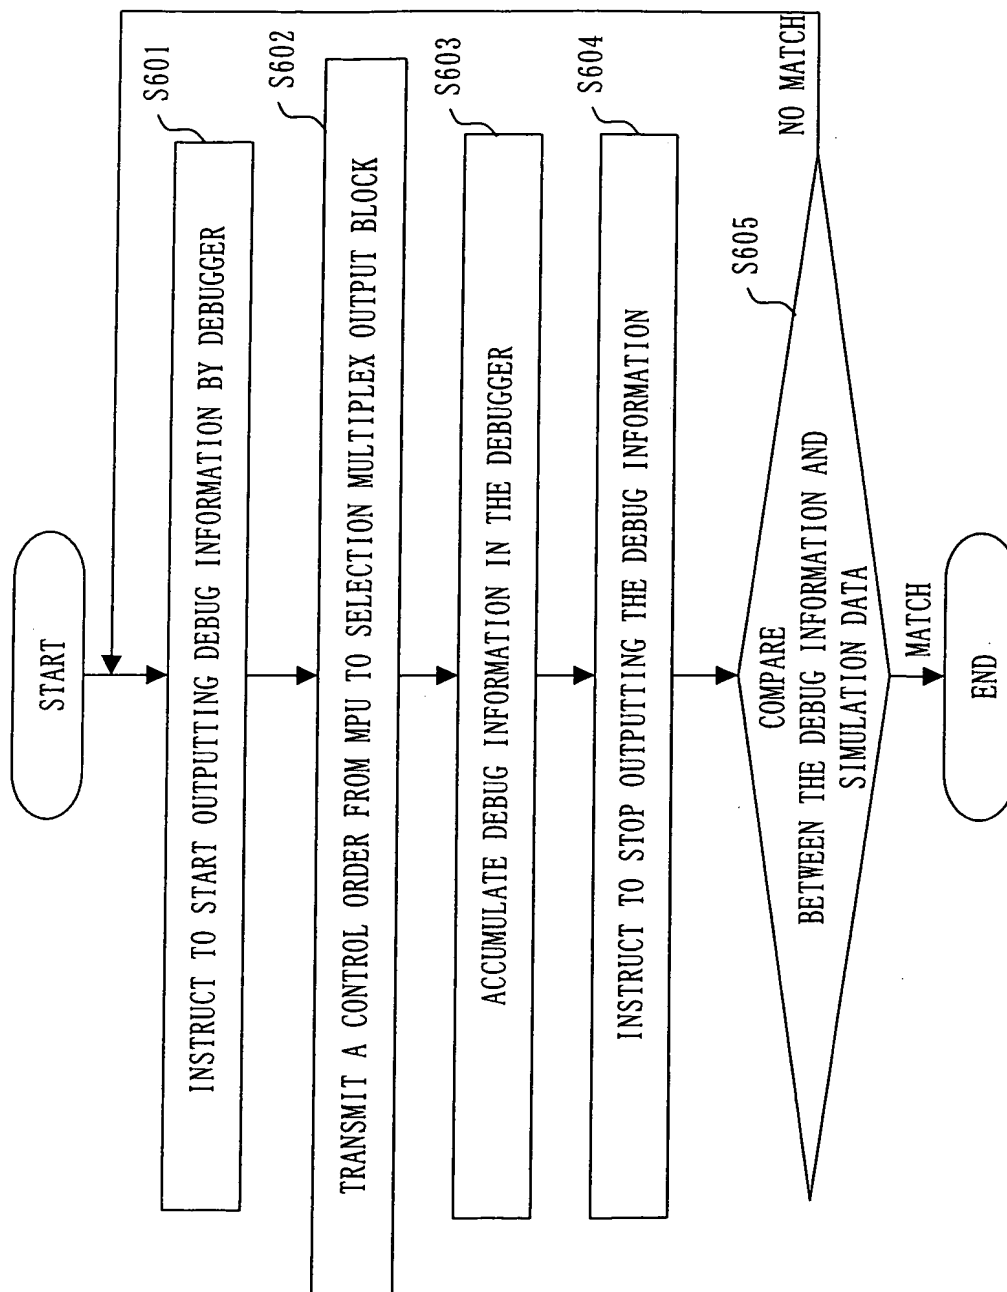 START
S601
INSTRUCT TO START OUTPUTTING DEBUG INFORMATION BY DEBUGGER
S602
TRANSMIT A CONTROL ORDER FROM MPU TO SELECTION MULTIPLEX OUTPUT BLOCK
S603
ACCUMULATE DEBUG INFORMATION IN THE DEBUGGER
S604
INSTRUCT TO STOP OUTPUTING THE DEBUG INFORMATION
S605
COMPARE
BETWEEN THE DEBUG INFORMATION AND
SIMULATION DATA
NO MATCH
MATCH
END